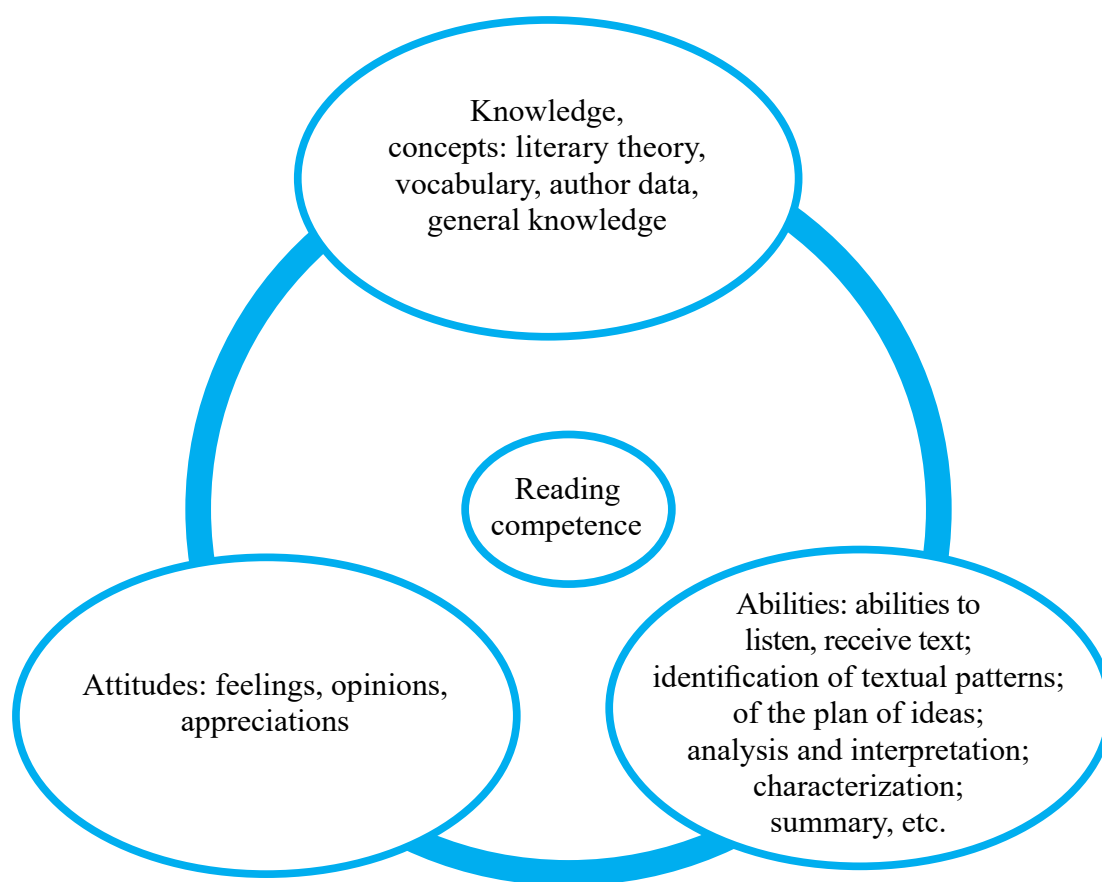 Knowledge,
concepts: literary theory,
vocabulary, author data,
general knowledge
Reading
competence
Attitudes: feelings, opinions,
appreciations
Abilities: abilities to
listen, receive text;
identification of textual patterns;
of the plan of ideas;
analysis and interpretation;
characterization;
summary, etc.